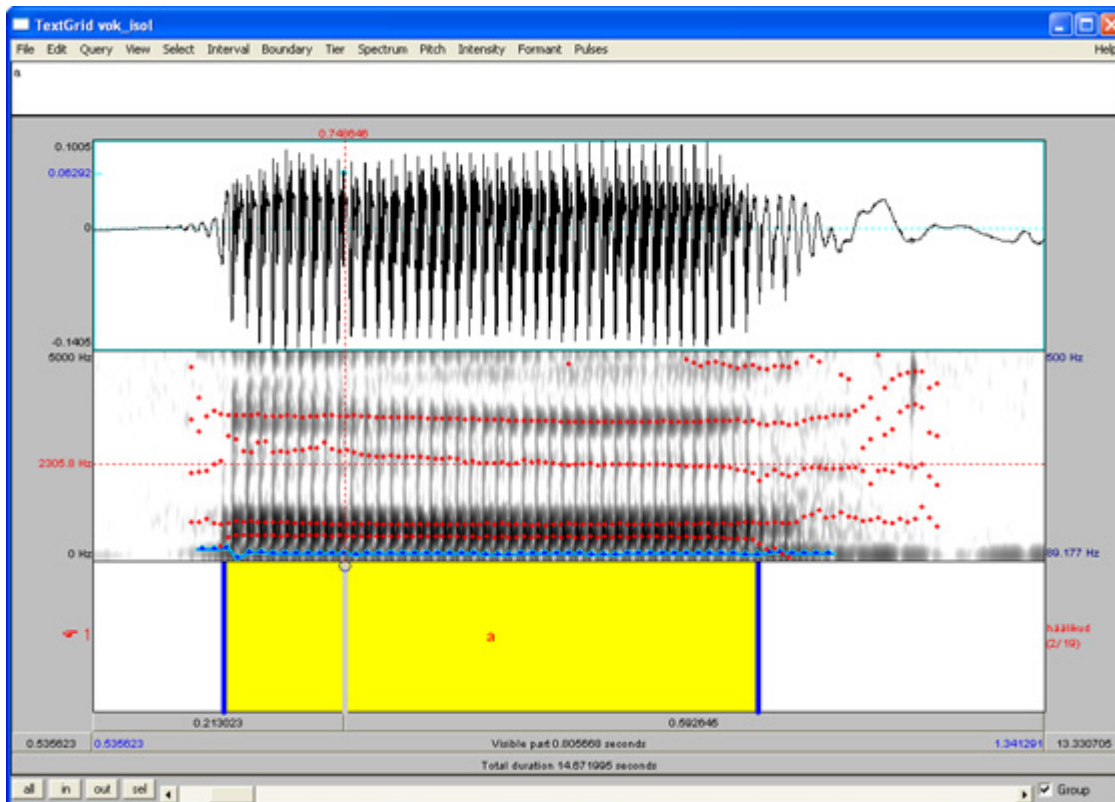 TextGrid vok_isol
File Edit Query View Select Interval Boundary Tier Spectrum Pitch Intensity Formant Pulses Help
a
0.748646
0.1005
0.06292
0
-0.1405
5000 Hz
500 Hz
2305.8 Hz
0 Hz
89.177 Hz
1
a
häälikud
(2/19)
0.213023 0.592645
0.535623 0.535623 Visible part 0.805668 seconds 1.341291 13.330705
Total duration 14.671995 seconds
all in out sel Group